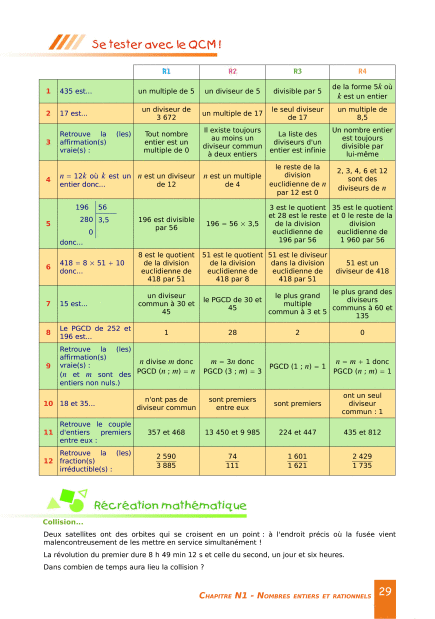 Se tester avec le QCM !
R1 R2 R3 R4
1 435 est... un multiple de 5 un diviseur de 5 divisible par 5 de la forme 5k où k est un entier
2 17 est... un diviseur de 3 672 un multiple de 17 le seul diviseur de 17 un multiple de 8,5
3 Retrouve la (les) affirmation(s) vraie(s) : Tout nombre entier est un multiple de 0 Il existe toujours au moins un diviseur commun à deux entiers La liste des diviseurs d'un entier est infinie Un nombre entier est toujours divisible par lui-même
4 n = 12k où k est un entier donc... n est un diviseur de 12 n est un multiple de 4 le reste de la division euclidienne de n par 12 est 0 2, 3, 4, 6 et 12 sont des diviseurs de n
5 196 56 280 3,5 0 donc... 196 est divisible par 56 196 = 56 × 3,5 3 est le quotient et 28 est le reste de la division euclidienne de 196 par 56 35 est le quotient et 0 le reste de la division euclidienne de 1 960 par 56
6 418 = 8 × 51 + 10 donc... 8 est le quotient de la division euclidienne de 418 par 51 51 est le quotient de la division euclidienne de 418 par 8 51 est le diviseur dans la division euclidienne de 418 par 51 51 est un diviseur de 418
7 15 est... un diviseur commun à 30 et 45 le PGCD de 30 et 45 le plus grand multiple commun à 3 et 5 le plus grand des diviseurs communs à 60 et 135
8 Le PGCD de 252 et 196 est... 1 28 2 0
9 Retrouve la (les) affirmation(s) vraie(s) : (n et m sont des entiers non nuls.) n divise m donc PGCD (n ; m) = n m = 3n donc PGCD (3 ; m) = 3 PGCD (1 ; n) = 1 n = m + 1 donc PGCD (n ; m) = 1
10 18 et 35... n'ont pas de diviseur commun sont premiers entre eux sont premiers ont un seul diviseur commun : 1
11 Retrouve le couple d'entiers premiers entre eux : 357 et 468 13 450 et 9 985 224 et 447 435 et 812
12 Retrouve la (les) fraction(s) irréductible(s) : 2 590 / 3 885 74 / 111 1 601 / 1 621 2 429 / 1 735
Récréation mathématique
Collision...
Deux satellites ont des orbites qui se croisent en un point : à l'endroit précis où la fusée vient
malencontreusement de les mettre en service simultanément !
La révolution du premier dure 8 h 49 min 12 s et celle du second, un jour et six heures.
Dans combien de temps aura lieu la collision ?
CHAPITRE N1 - NOMBRES ENTIERS ET RATIONNELS 29